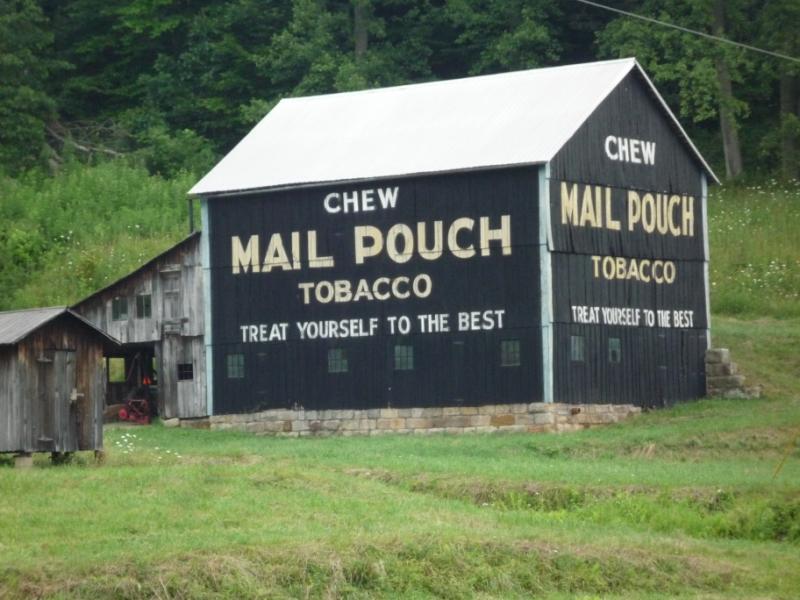 CHEW
MAIL POUCH
TOBACCO
TREAT YOURSELF TO THE BEST
CHEW
MAIL POUCH
TOBACCO
TREAT YOURSELF TO THE BEST